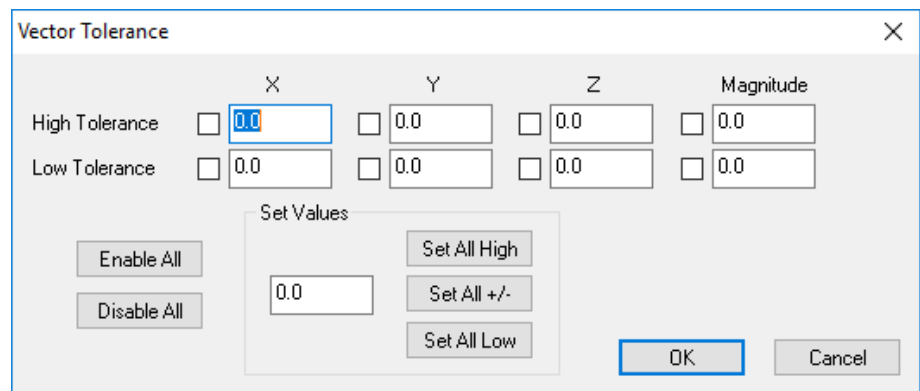 Vector Tolerance
X Y Z Magnitude
High Tolerance 0.0 0.0 0.0 0.0
Low Tolerance 0.0 0.0 0.0 0.0
Set Values
Enable All
Disable All
0.0
Set All High
Set All +/-
Set All Low
OK Cancel